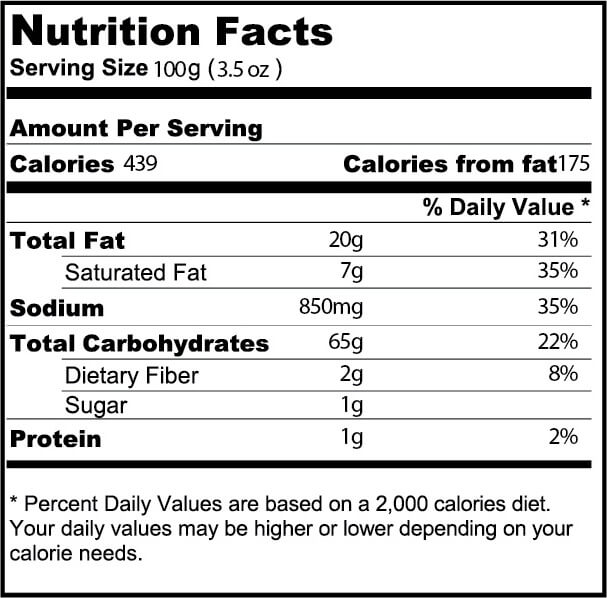 Nutrition Facts
Serving Size 100g ( 3.5 oz )
Amount Per Serving
Calories 439 Calories from fat175
% Daily Value *
Total Fat 20g 31%
Saturated Fat 7g 35%
Sodium 850mg 35%
Total Carbohydrates 65g 22%
Dietary Fiber 2g 8%
Sugar 1g
Protein 1g 2%
* Percent Daily Values are based on a 2,000 calories diet.
Your daily values may be higher or lower depending on your
calorie needs.